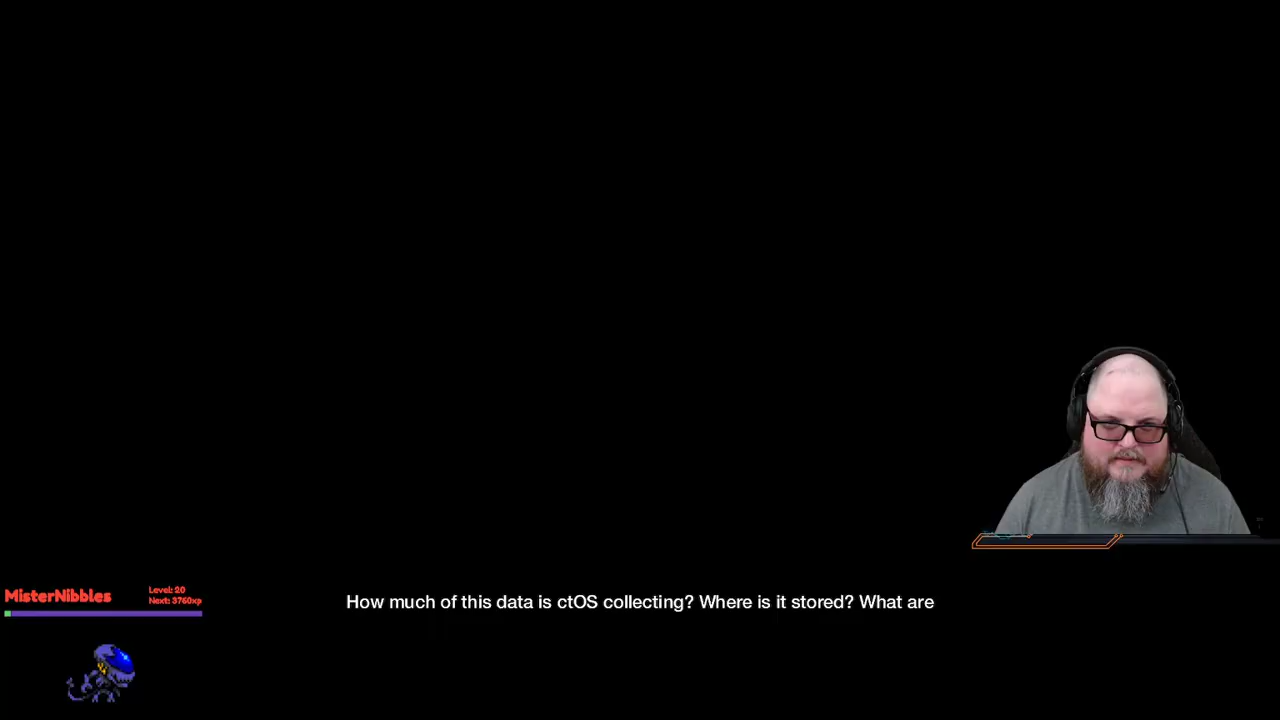 MisterNibbles
Level: 20
Next: 3760xp
How much of this data is ctOS collecting? Where is it stored? What are